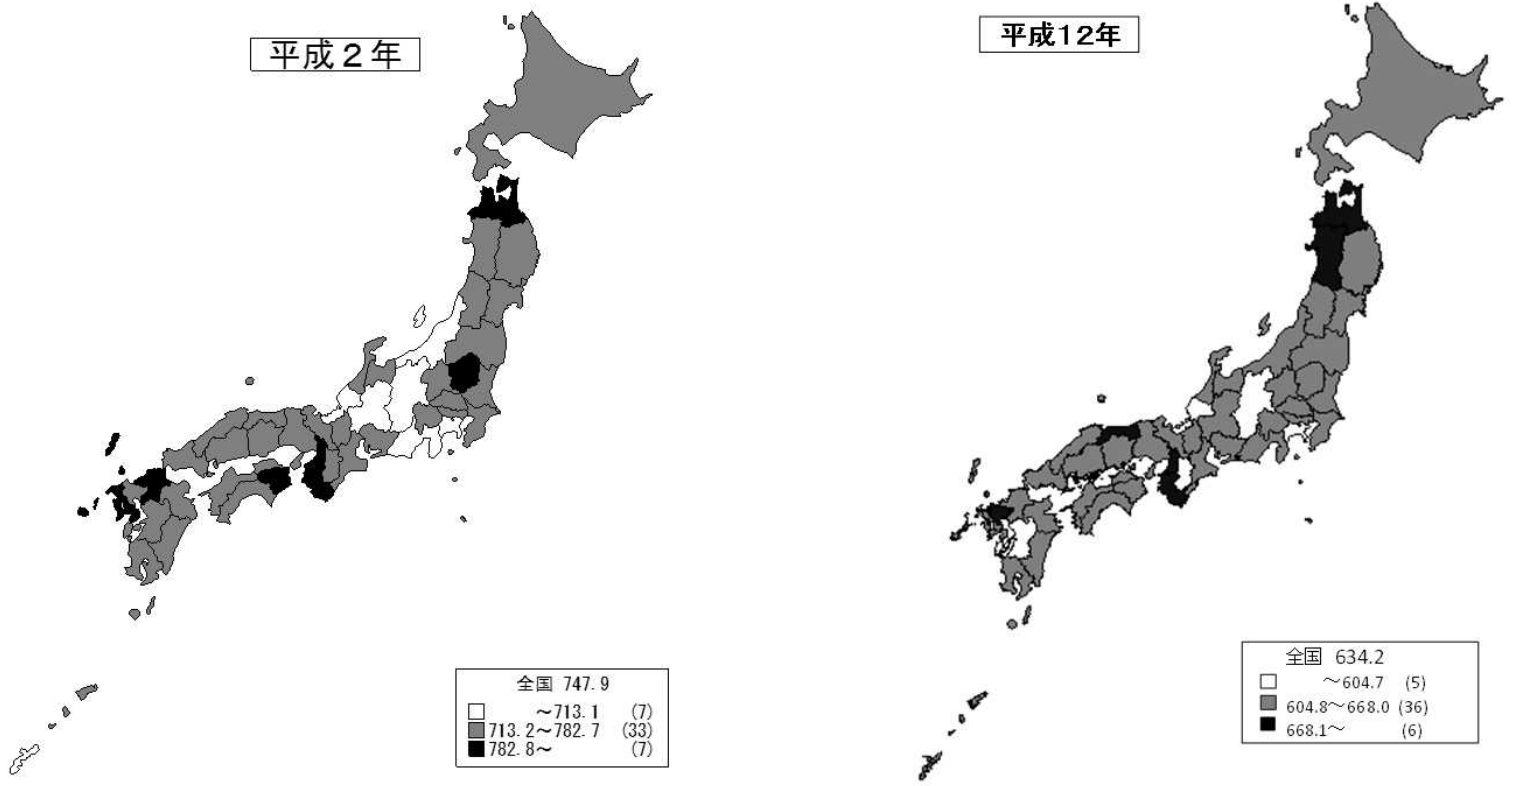 平成２年
平成12年
全国 747.9
～713.1 (7)
713.2～782.7 (33)
782.8～ (7)
全国 634.2
～604.7 (5)
604.8～668.0 (36)
668.1～ (6)